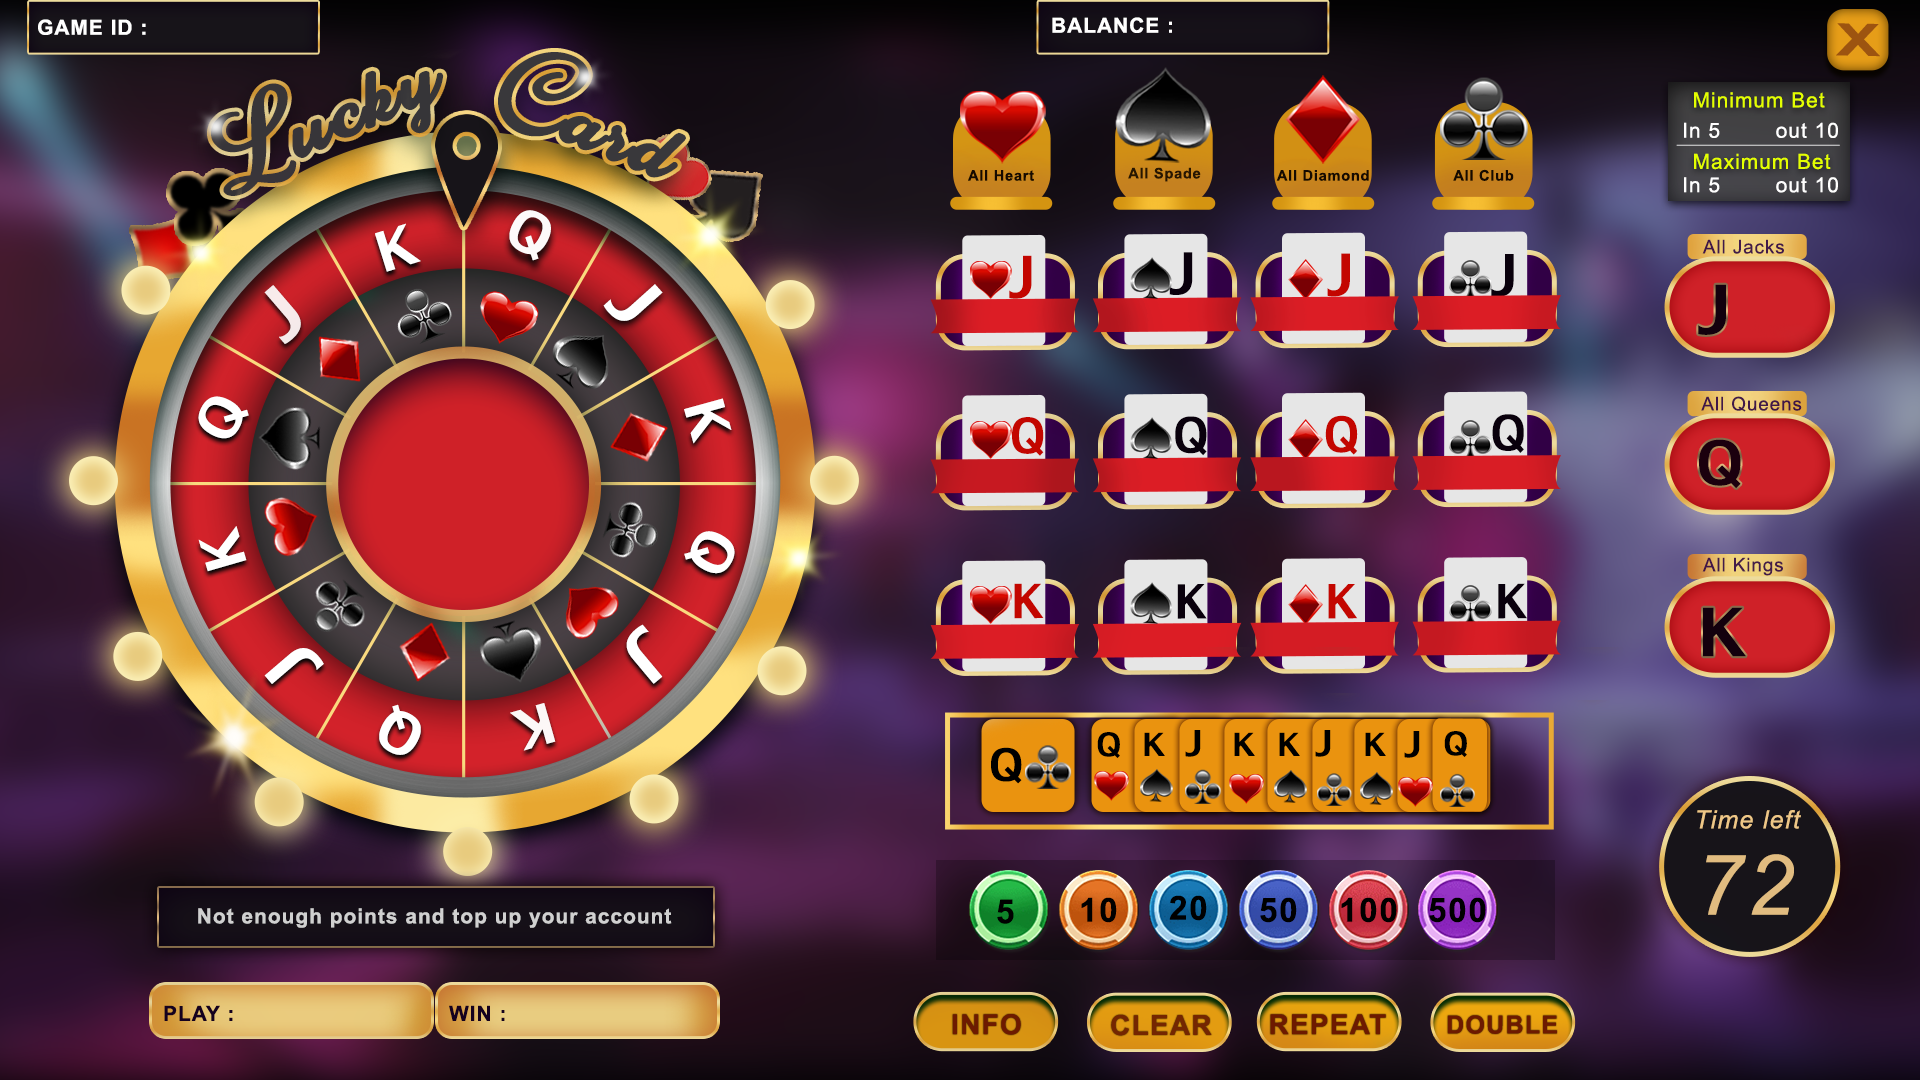 GAME ID :
BALANCE :
X
Lucky Card
Minimum Bet
In 5 out 10
Maximum Bet
In 5 out 10
All Heart
All Spade
All Diamond
All Club
K
Q
J
J
K
Q
Q
K
J
J
Q
K
J
J
J
J
All Jacks
J
Q
Q
Q
Q
All Queens
Q
K
K
K
K
All Kings
K
Q
Q K J K K J K J Q
Time left
72
5 10 20 50 100 500
Not enough points and top up your account
PLAY :
WIN :
INFO
CLEAR
REPEAT
DOUBLE